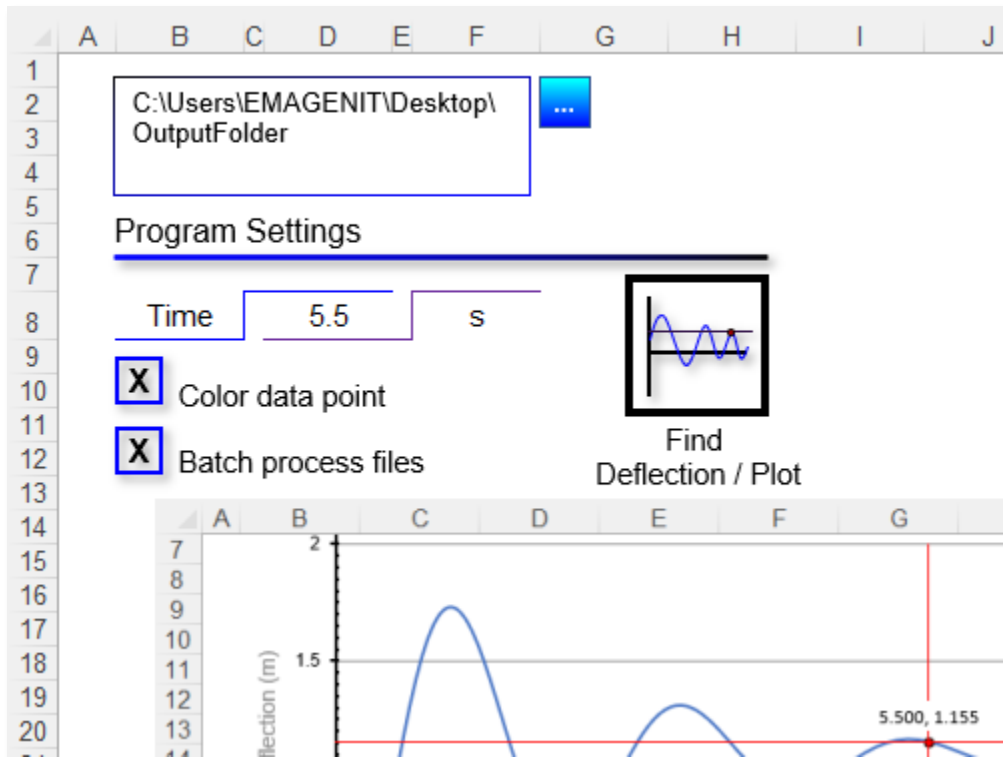 A B C D E F G H I J
1
2
3
4
5
6
7
8
9
10
11
12
13
14
15
16
17
18
19
20
C:\Users\EMAGENIT\Desktop\
OutputFolder
...
Program Settings
Time 5.5 s
X Color data point
X Batch process files
Find
Deflection / Plot
A B C D E F G
7
8
9
10
11
12
13
14
2
1.5
flection (m)
5.500, 1.155